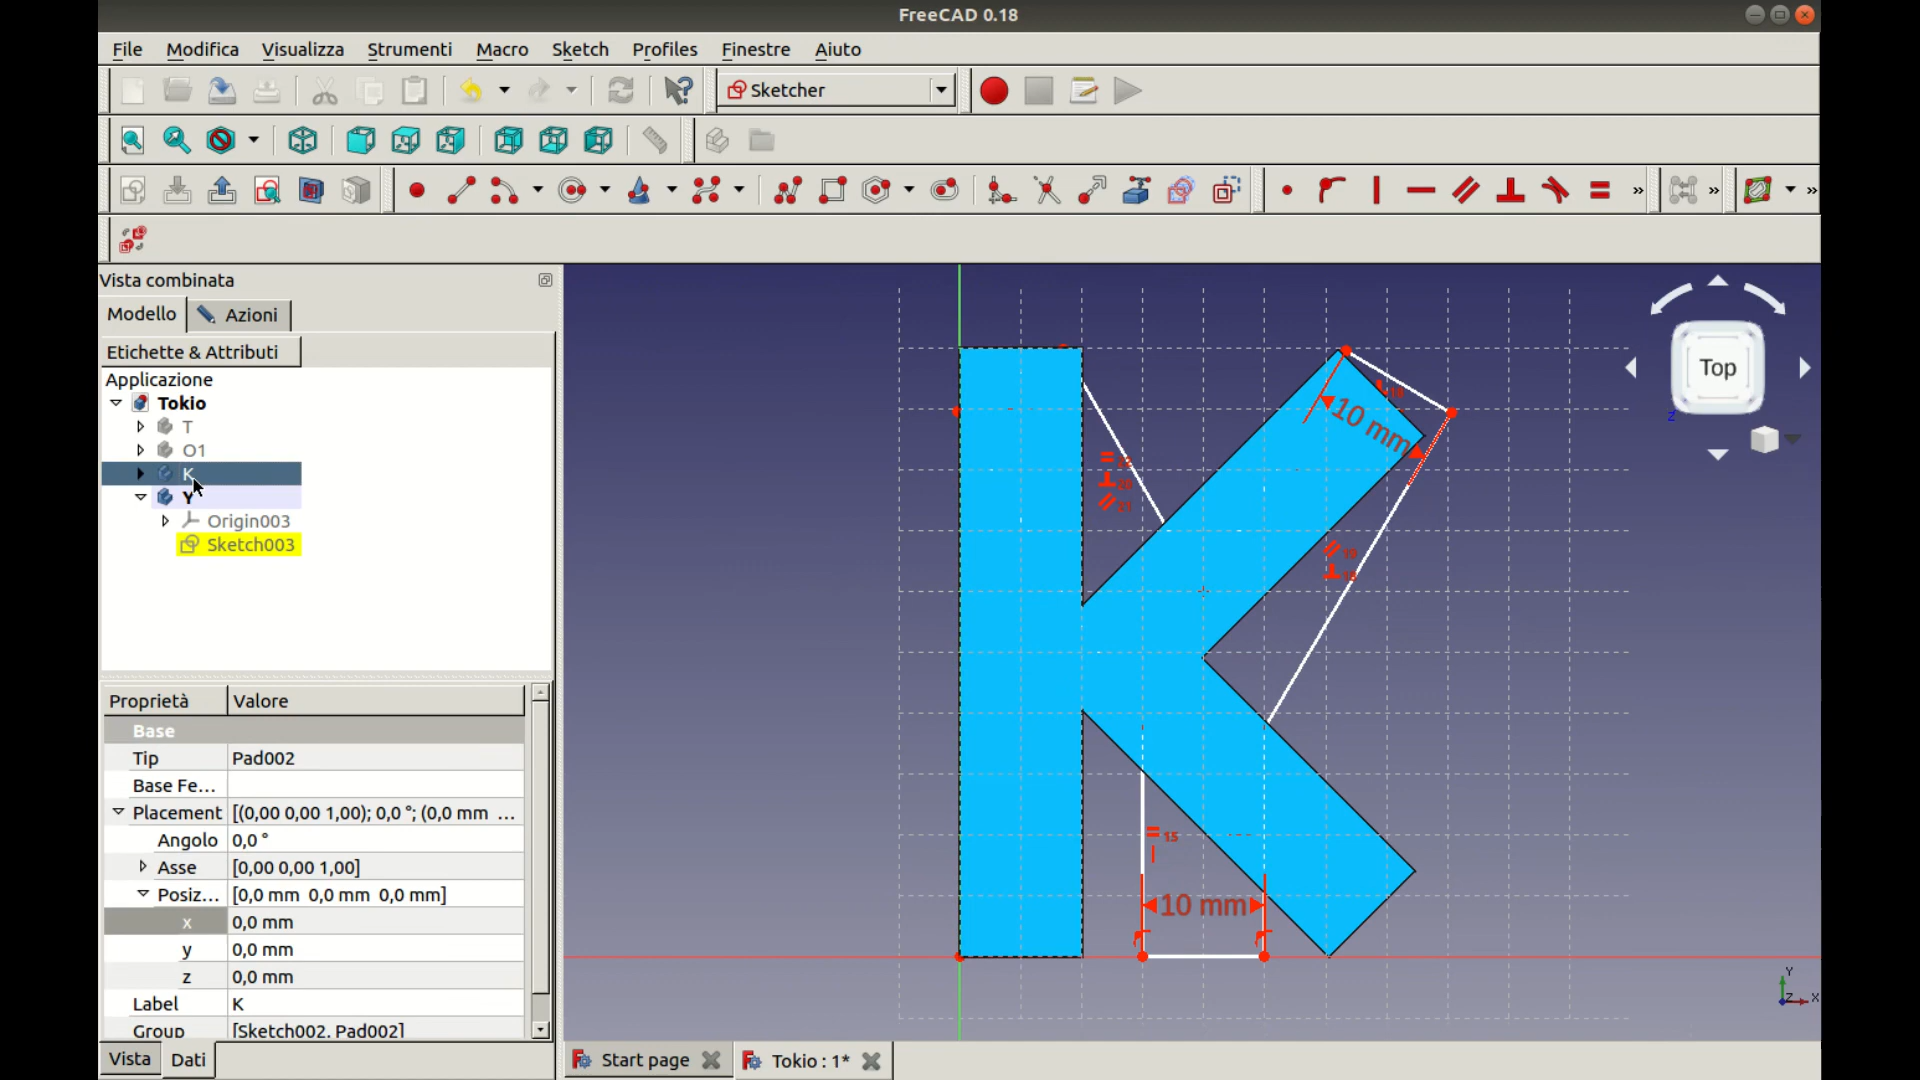 FreeCAD 0.18
File Modifica Visualizza Strumenti Macro Sketch Profiles Finestre Aiuto
Sketcher
» » »
Vista combinata
Modello Azioni
Etichette & Attributi
Applicazione
Tokio
T
O1
K
Y
Origin003
Sketch003
Proprietà Valore
Base
Tip Pad002
Base Fe...
Placement [(0,00 0,00 1,00); 0,0 °; (0,0 mm ...
Angolo 0,0 °
Asse [0,00 0,00 1,00]
Posiz... [0,0 mm 0,0 mm 0,0 mm]
x 0,0 mm
y 0,0 mm
z 0,0 mm
Label K
Group [Sketch002, Pad002]
Vista Dati
10 mm
15
10 mm
Top
Z
Y
Z X
Start page Tokio : 1*